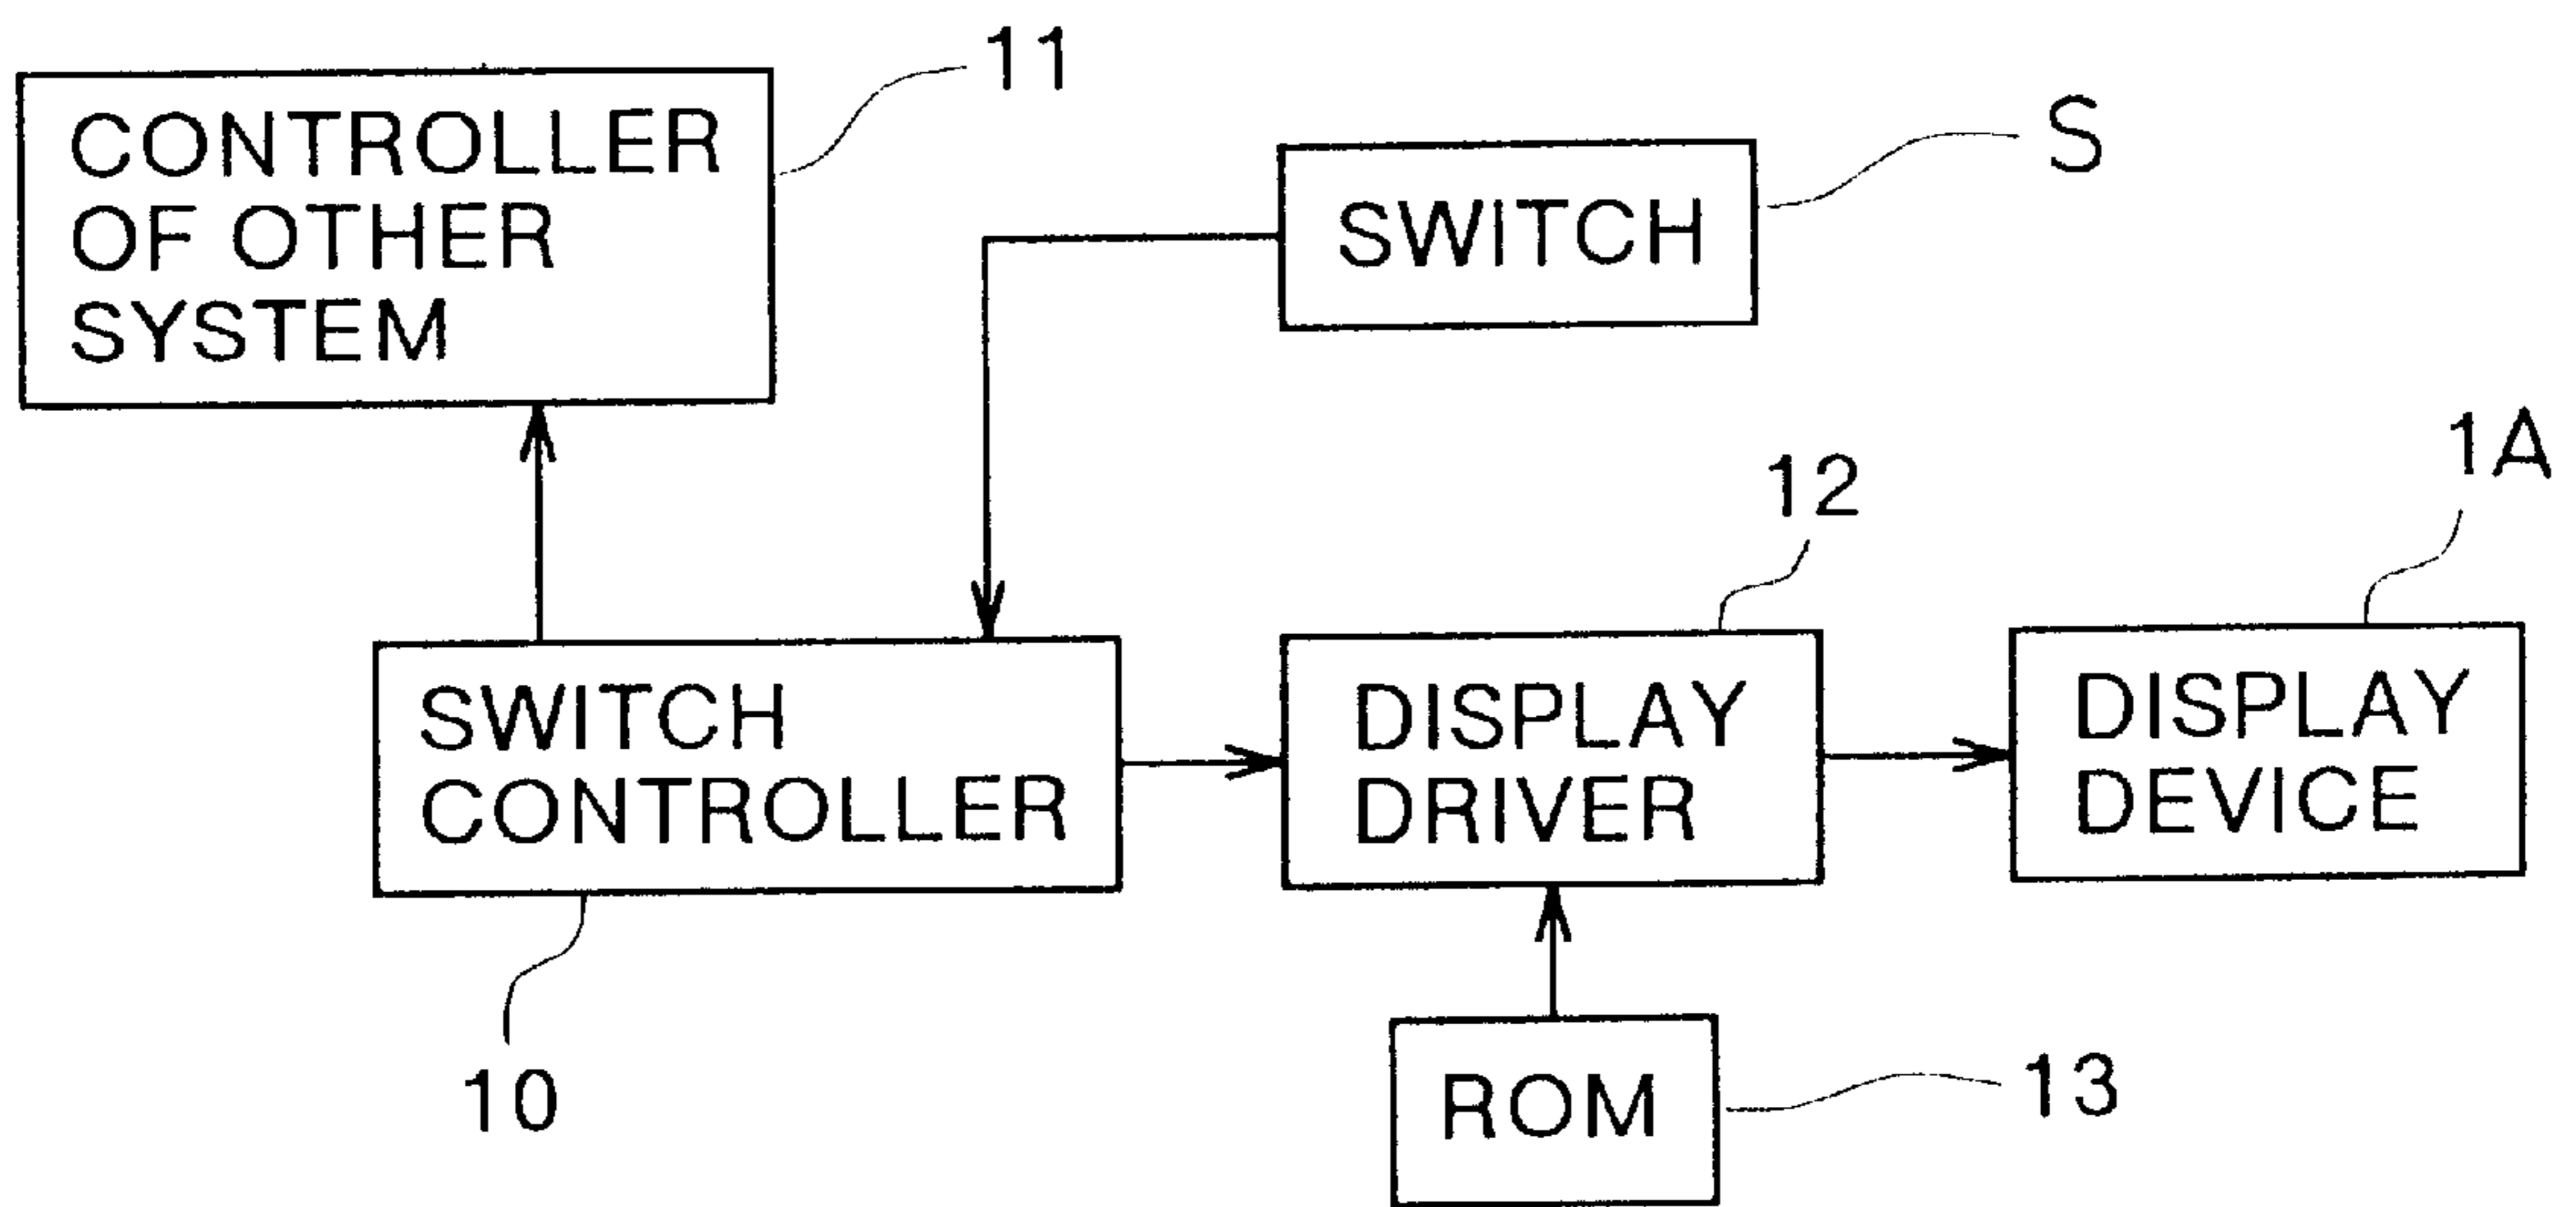 11
CONTROLLER
OF OTHER
SYSTEM
S
SWITCH
12
1A
SWITCH
CONTROLLER
DISPLAY
DRIVER
DISPLAY
DEVICE
10
ROM
13